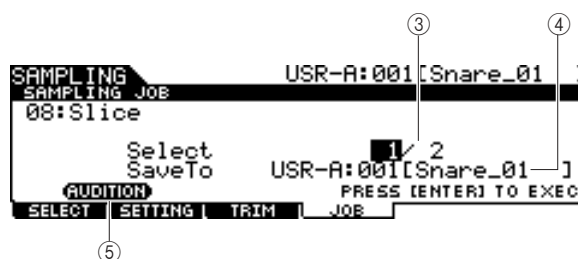 ③ ④
SAMPLING USR-A:001[Snare_01 ]
SAMPLING JOB
08:Slice
Select 1/ 2
SaveTo USR-A:001[Snare_01 ]
AUDITION PRESS [ENTER] TO EXEC
SELECT SETTING TRIM JOB
⑤